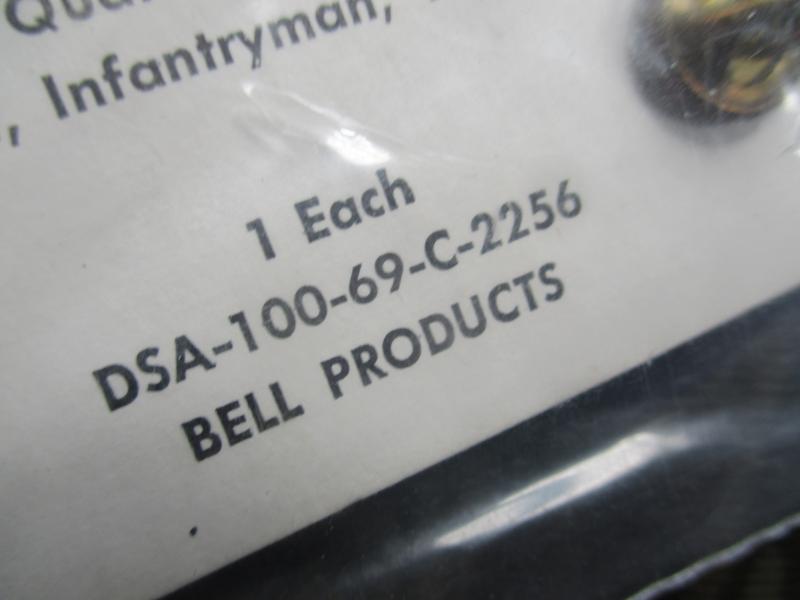 , Infantryman,
1 Each
DSA-100-69-C-2256
BELL PRODUCTS